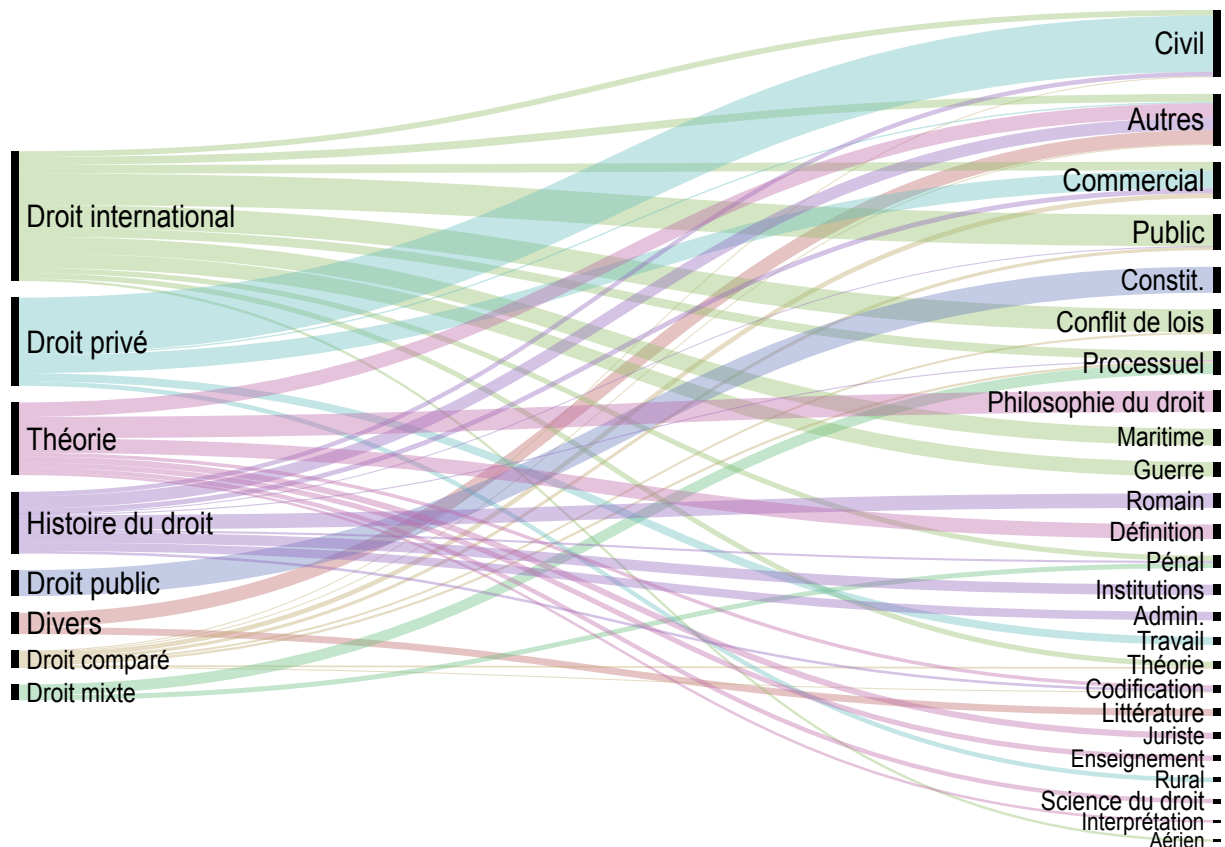 Droit international
Droit privé
Théorie
Histoire du droit
Droit public
Divers
Droit comparé
Droit mixte
Civil
Autres
Commercial
Public
Constit.
Conflit de lois
Processuel
Philosophie du droit
Maritime
Guerre
Romain
Définition
Pénal
Institutions
Admin.
Travail
Théorie
Codification
Littérature
Juriste
Enseignement
Rural
Science du droit
Interprétation
Aérien